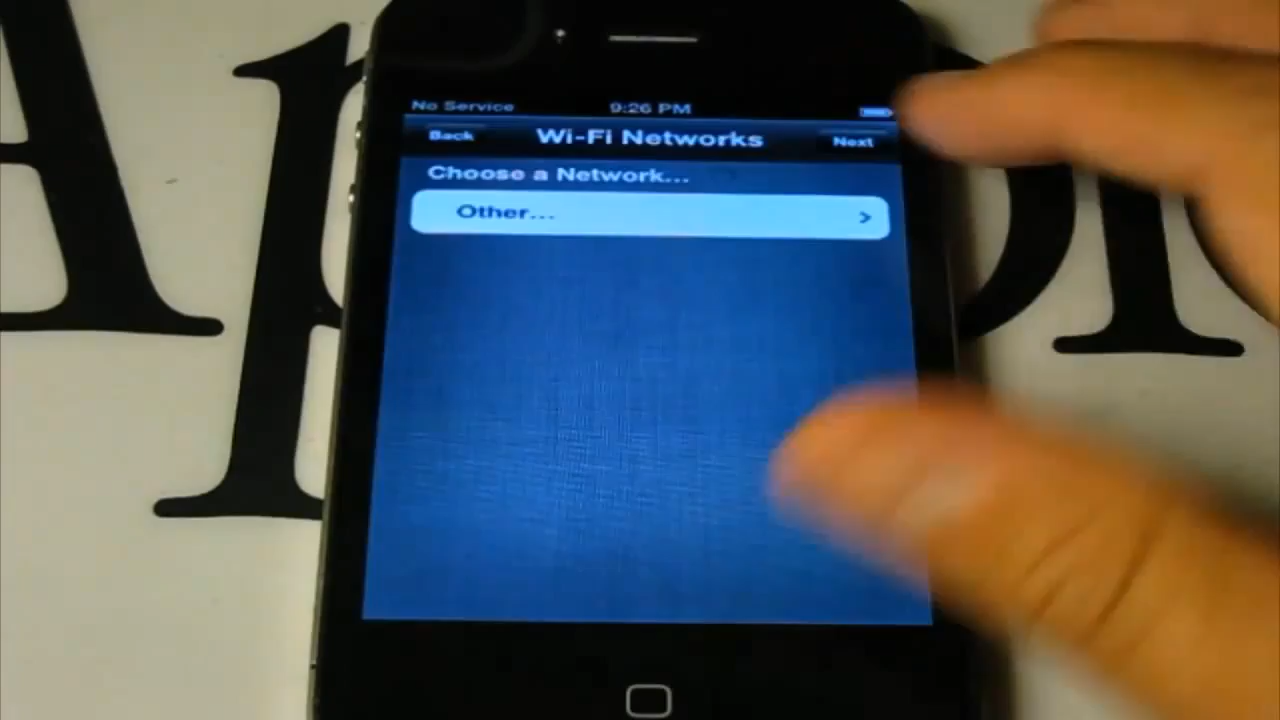 No Service 9:26 PM
Back Wi-Fi Networks Next
Choose a Network...
Other... >